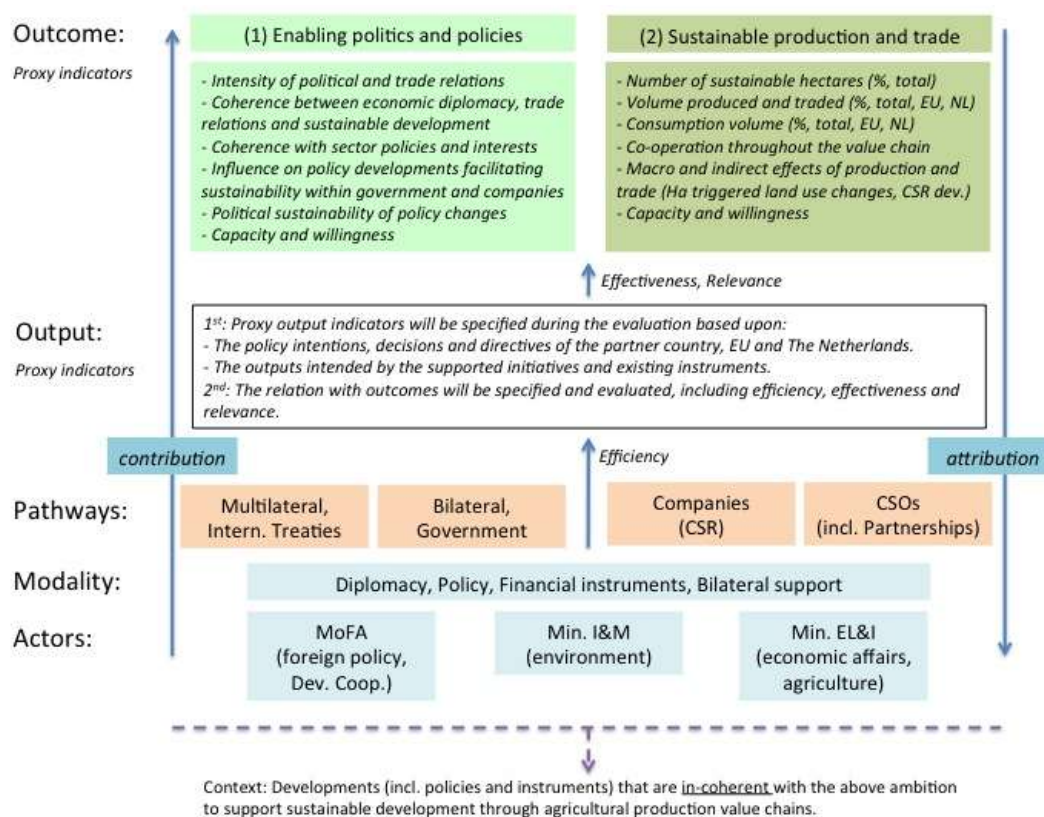 Outcome:
Proxy indicators
(1) Enabling politics and policies
- Intensity of political and trade relations
- Coherence between economic diplomacy, trade
relations and sustainable development
- Coherence with sector policies and interests
- Influence on policy developments facilitating
sustainability within government and companies
- Political sustainability of policy changes
- Capacity and willingness
(2) Sustainable production and trade
- Number of sustainable hectares (%, total)
- Volume produced and traded (%, total, EU, NL)
- Consumption volume (%, total, EU, NL)
- Co-operation throughout the value chain
- Macro and indirect effects of production and
trade (Ha triggered land use changes, CSR dev.)
- Capacity and willingness
Effectiveness, Relevance
Output:
Proxy indicators
1st: Proxy output indicators will be specified during the evaluation based upon:
- The policy intentions, decisions and directives of the partner country, EU and The Netherlands.
- The outputs intended by the supported initiatives and existing instruments.
2nd: The relation with outcomes will be specified and evaluated, including efficiency, effectiveness and
relevance.
contribution
Efficiency
attribution
Pathways:
Multilateral,
Intern. Treaties
Bilateral,
Government
Companies
(CSR)
CSOs
(incl. Partnerships)
Modality:
Diplomacy, Policy, Financial instruments, Bilateral support
Actors:
MoFA
(foreign policy,
Dev. Coop.)
Min. I&M
(environment)
Min. EL&I
(economic affairs,
agriculture)
Context: Developments (incl. policies and instruments) that are in-coherent with the above ambition
to support sustainable development through agricultural production value chains.